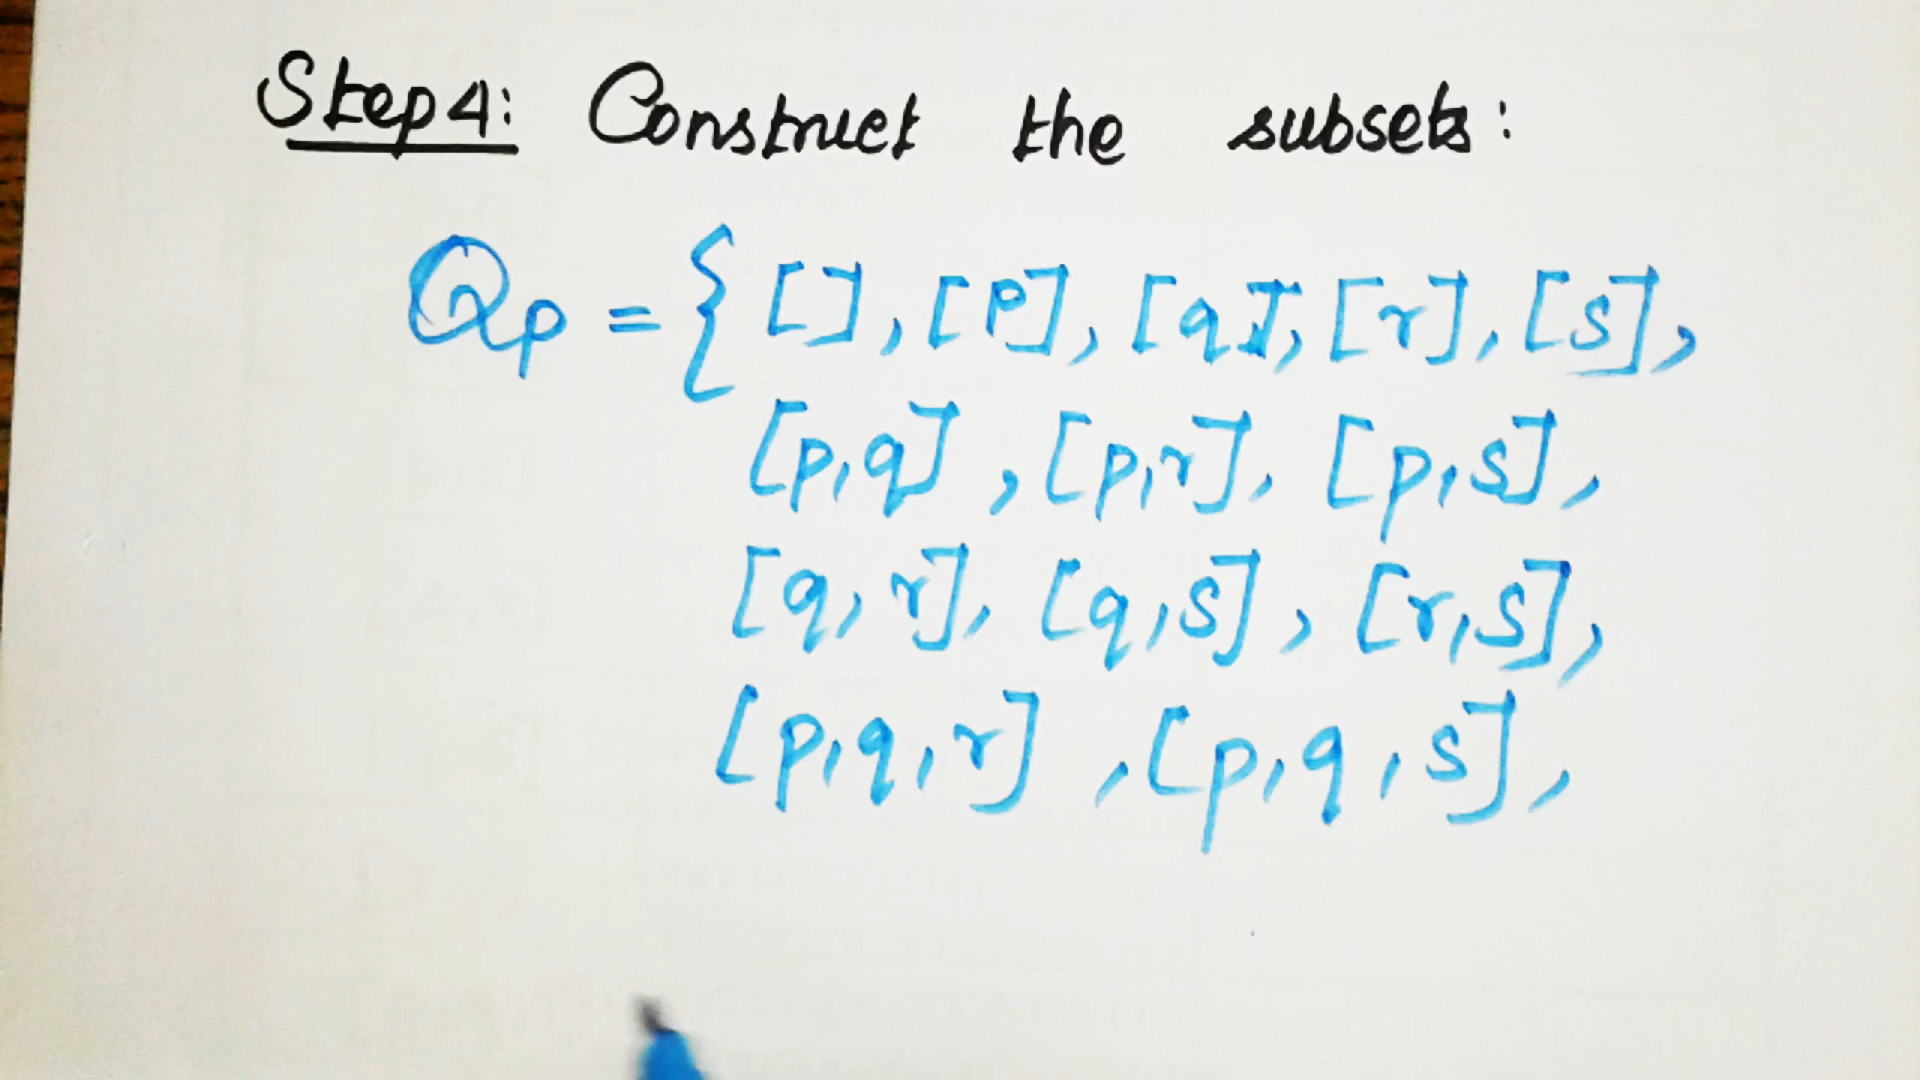 Step 4: Construct the subsets:
Qp = { [ ], [p], [q], [r], [s],
[p,q], [p,r], [p,s],
[q,r], [q,s], [r,s],
[p,q,r], [p,q,s],